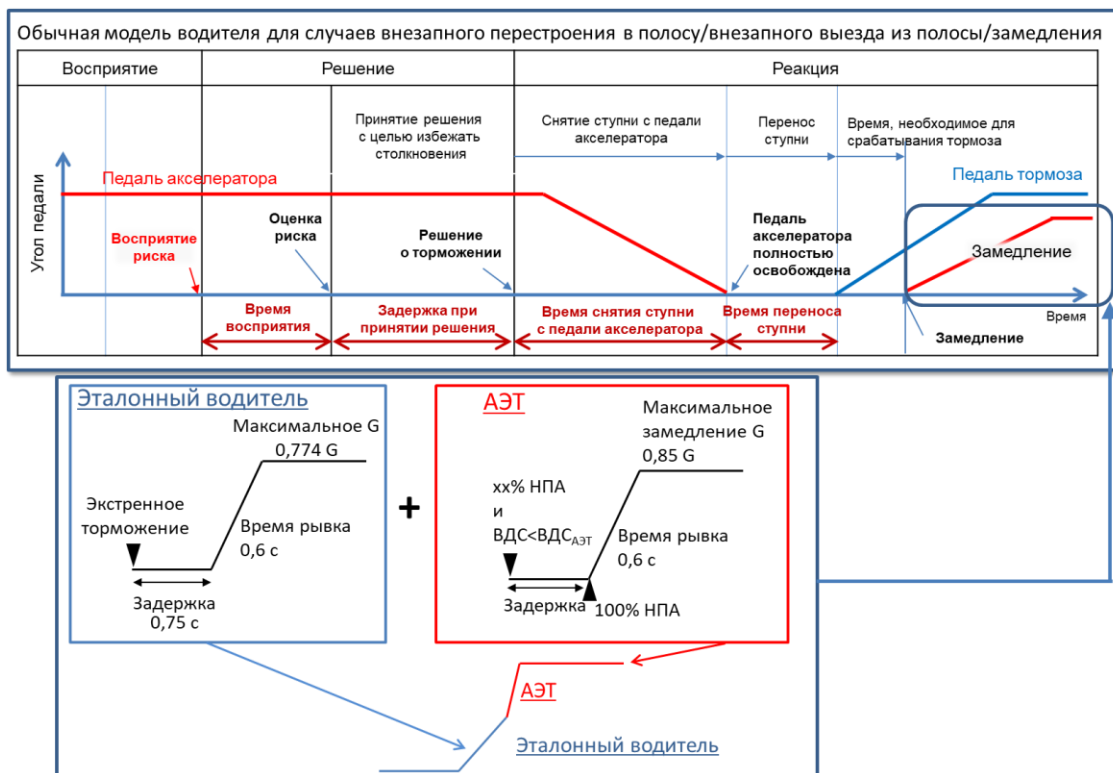 Обычная модель водителя для случаев внезапного перестроения в полосу/внезапного выезда из полосы/замедления
Восприятие
Решение
Реакция
Принятие решения
с целью избежать
столкновения
Снятие ступни с педали
акселератора
Перенос
ступни
Время, необходимое для
срабатывания тормоза
Угол педали
Педаль акселератора
Педаль тормоза
Восприятие
риска
Оценка
риска
Решение
о торможении
Педаль
акселератора
полностью
освобождена
Замедление
Время
восприятия
Задержка при
принятии решения
Время снятия ступни
с педали акселератора
Время переноса
ступни
Время
Замедление
Эталонный водитель
Максимальное G
0,774 G
Экстренное
торможение
Время рывка
0,6 с
Задержка
0,75 с
+
АЭТ
Максимальное
замедление G
0,85 G
xx% НПА
и
ВДС<ВДСАЭТ
Время рывка
0,6 с
Задержка
100% НПА
АЭТ
Эталонный водитель